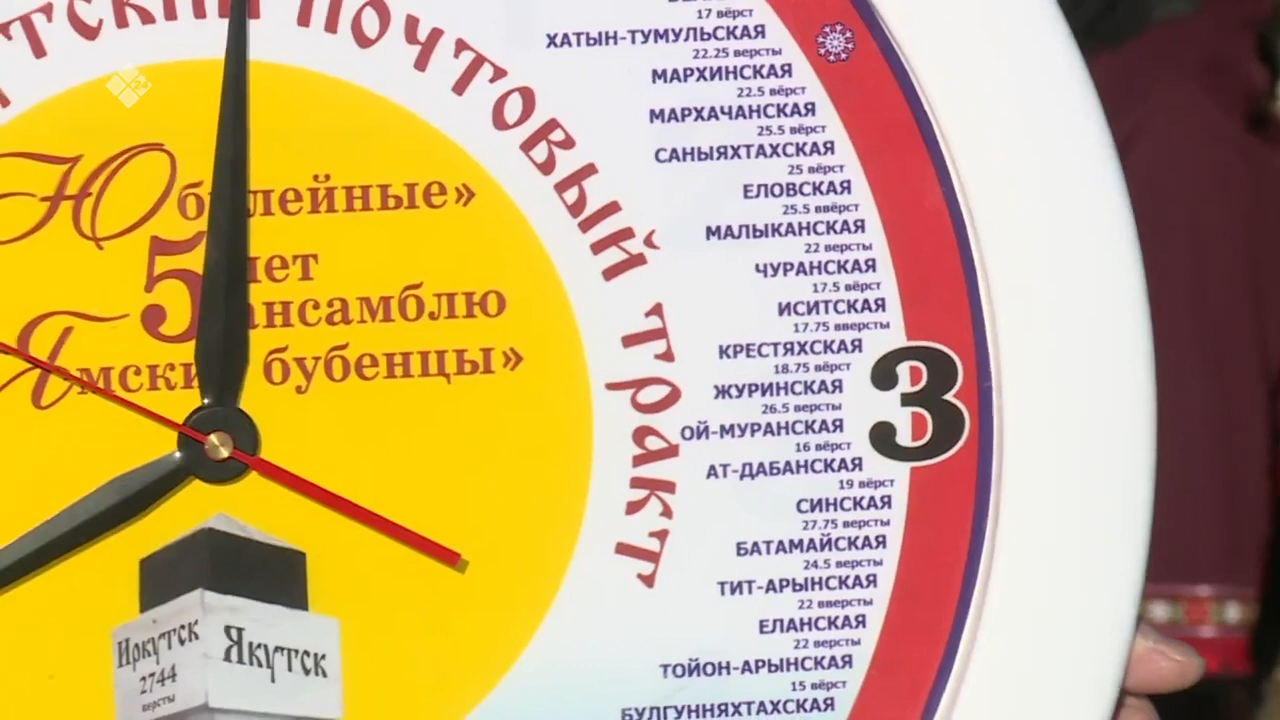 тский почтовый тракт
17 вёрст
ХАТЫН-ТУМУЛЬСКАЯ
22.25 версты
МАРХИНСКАЯ
22.5 вёрст
МАРХАЧАНСКАЯ
25.5 вёрст
САНЫЯХТАХСКАЯ
25 вёрст
ЕЛОВСКАЯ
25.5 ввёрст
МАЛЫКАНСКАЯ
22 версты
ЧУРАНСКАЯ
17.5 вёрст
ИСИТСКАЯ
17.75 вверсты
КРЕСТЯХСКАЯ
18.75 вёрст
ЖУРИНСКАЯ
26.5 версты
ОЙ-МУРАНСКАЯ
16 вёрст
АТ-ДАБАНСКАЯ
19 вёрст
СИНСКАЯ
27.75 версты
БАТАМАЙСКАЯ
24.5 версты
ТИТ-АРЫНСКАЯ
22 вверсты
ЕЛАНСКАЯ
22 версты
ТОЙОН-АРЫНСКАЯ
15 вёрст
БУЛГУННЯХТАХСКАЯ
3
Юбилейные»
5 лет
ансамблю
Ямские бубенцы»
Иркутск
2744
версты
Якутск